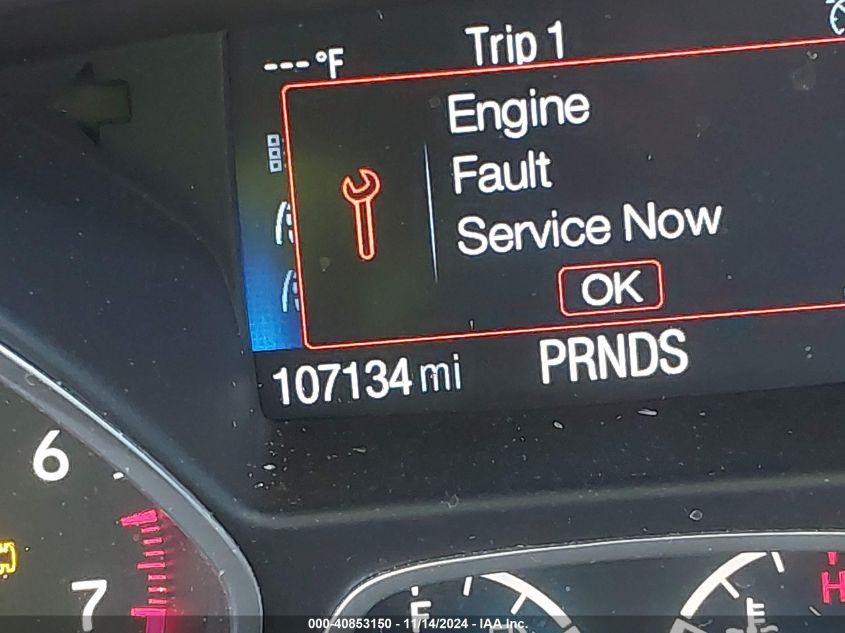 ---°F
Trip 1
Engine
Fault
Service Now
OK
107134 mi
PRNDS
6
7
F
H
000-40853150 - 11/14/2024 - IAA Inc.